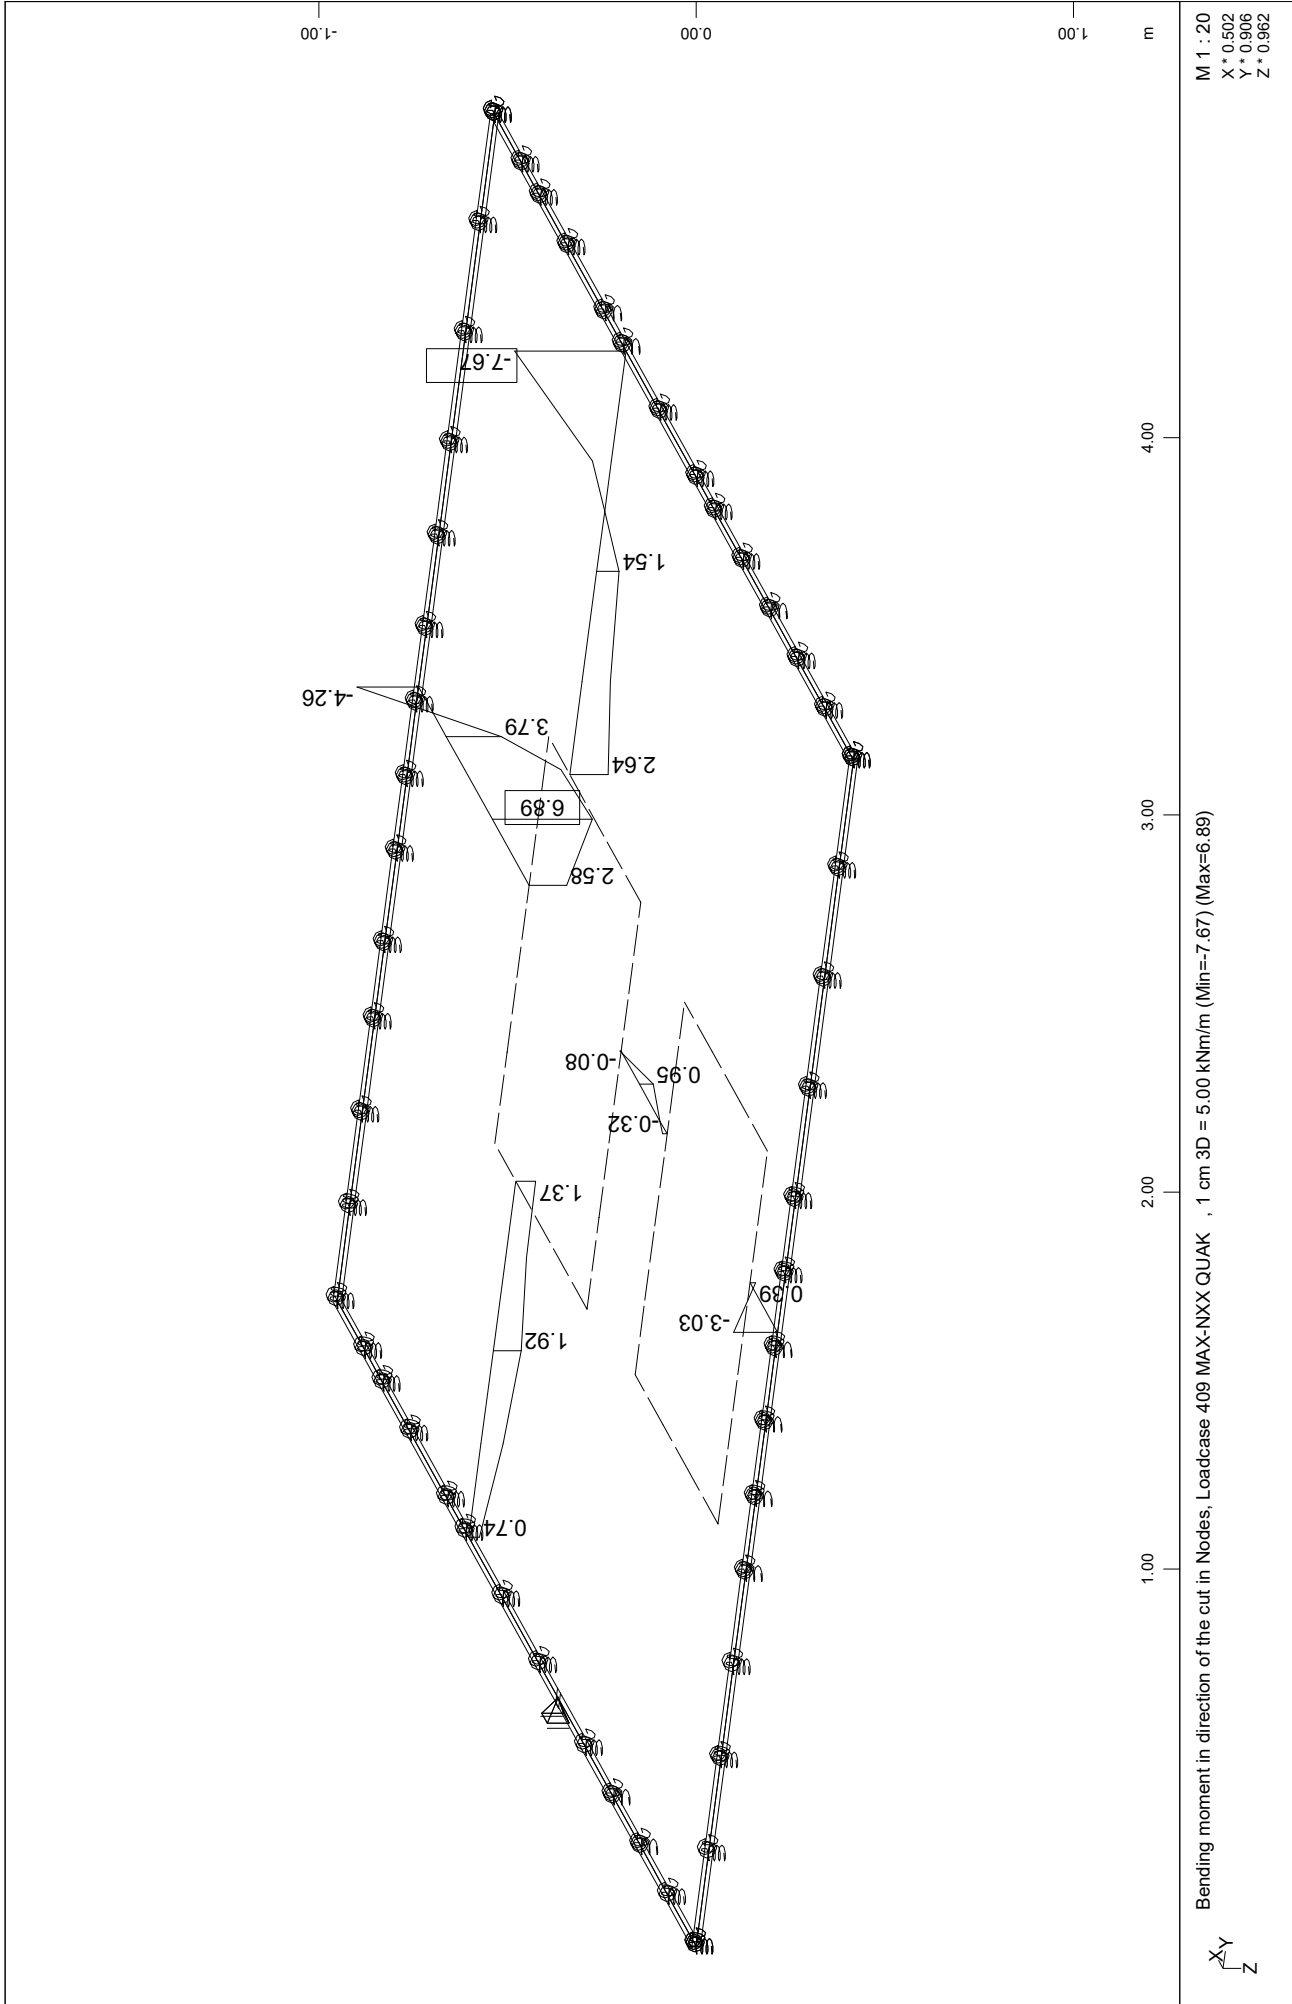 -1.00
0.00
1.00
m
-7.67
1.54
-4.26
3.79
2.64
6.89
2.58
-0.08
0.95
-0.32
1.37
0.39
-3.03
1.92
0.74
4.00
3.00
2.00
1.00
Bending moment in direction of the cut in Nodes, Loadcase 409 MAX-NXX QUAK , 1 cm 3D = 5.00 kNm/m (Min=-7.67) (Max=6.89)
M 1 : 20
X * 0.502
Y * 0.906
Z * 0.962
X
Y
Z